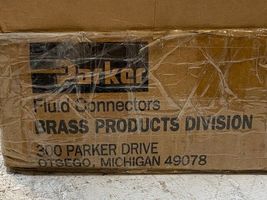 Parker
Fluid Connectors
BRASS PRODUCTS DIVISION
300 PARKER DRIVE
OTSEGO, MICHIGAN 49078